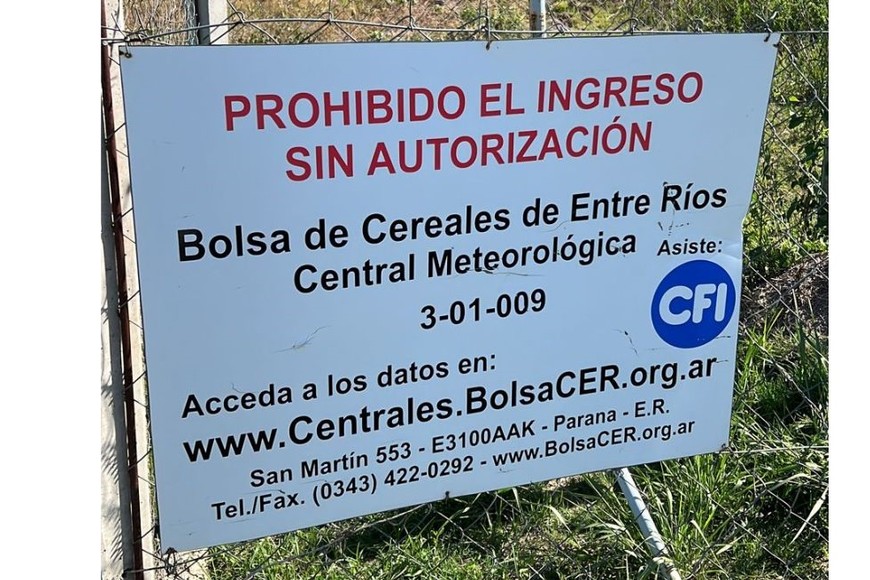 PROHIBIDO EL INGRESO
SIN AUTORIZACIÓN
Bolsa de Cereales de Entre Ríos
Central Meteorológica
Asiste:
CFI
3-01-009
Acceda a los datos en:
www.Centrales.BolsaCER.org.ar
San Martín 553 - E3100AAK - Parana - E.R.
Tel./Fax. (0343) 422-0292 - www.BolsaCER.org.ar